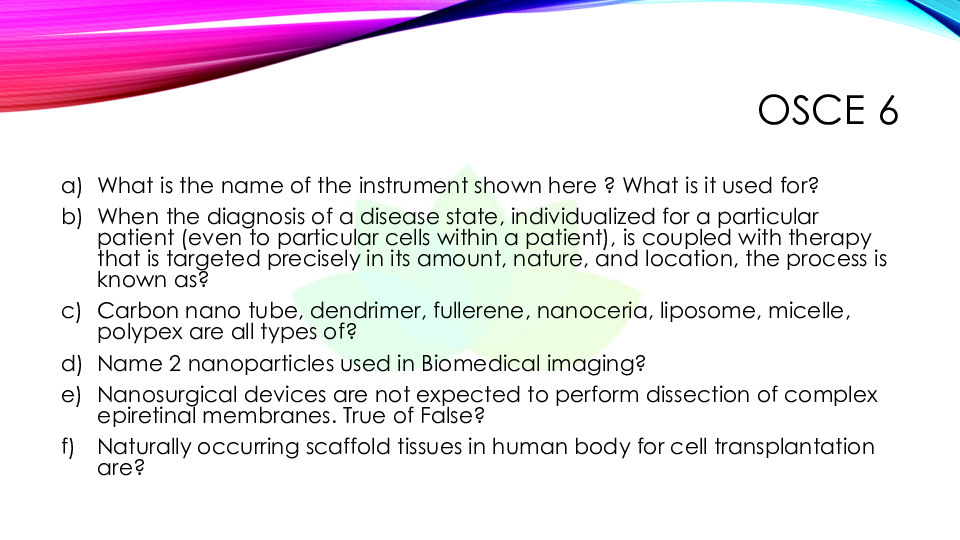 OSCE 6
a) What is the name of the instrument shown here ? What is it used for?
b) When the diagnosis of a disease state, individualized for a particular
patient (even to particular cells within a patient), is coupled with therapy
that is targeted precisely in its amount, nature, and location, the process is
known as?
c) Carbon nano tube, dendrimer, fullerene, nanoceria, liposome, micelle,
polypex are all types of?
d) Name 2 nanoparticles used in Biomedical imaging?
e) Nanosurgical devices are not expected to perform dissection of complex
epiretinal membranes. True of False?
f) Naturally occurring scaffold tissues in human body for cell transplantation
are?